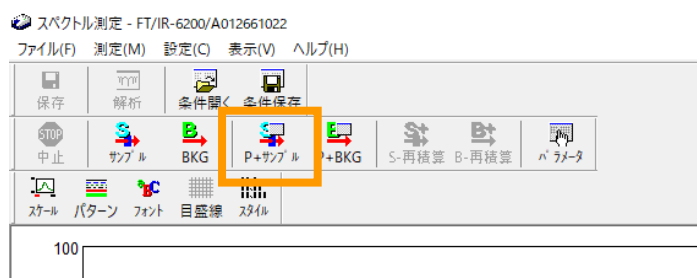 スペクトル測定 - FT/IR-6200/A012661022
ファイル(F) 測定(M) 設定(C) 表示(V) ヘルプ(H)
保存 解析 条件開く 条件保存
STOP
中止 サンプル BKG P+サンプル P+BKG S-再積算 B-再積算 パラメータ
スケール パターン フォント 目盛線 スタイル
100